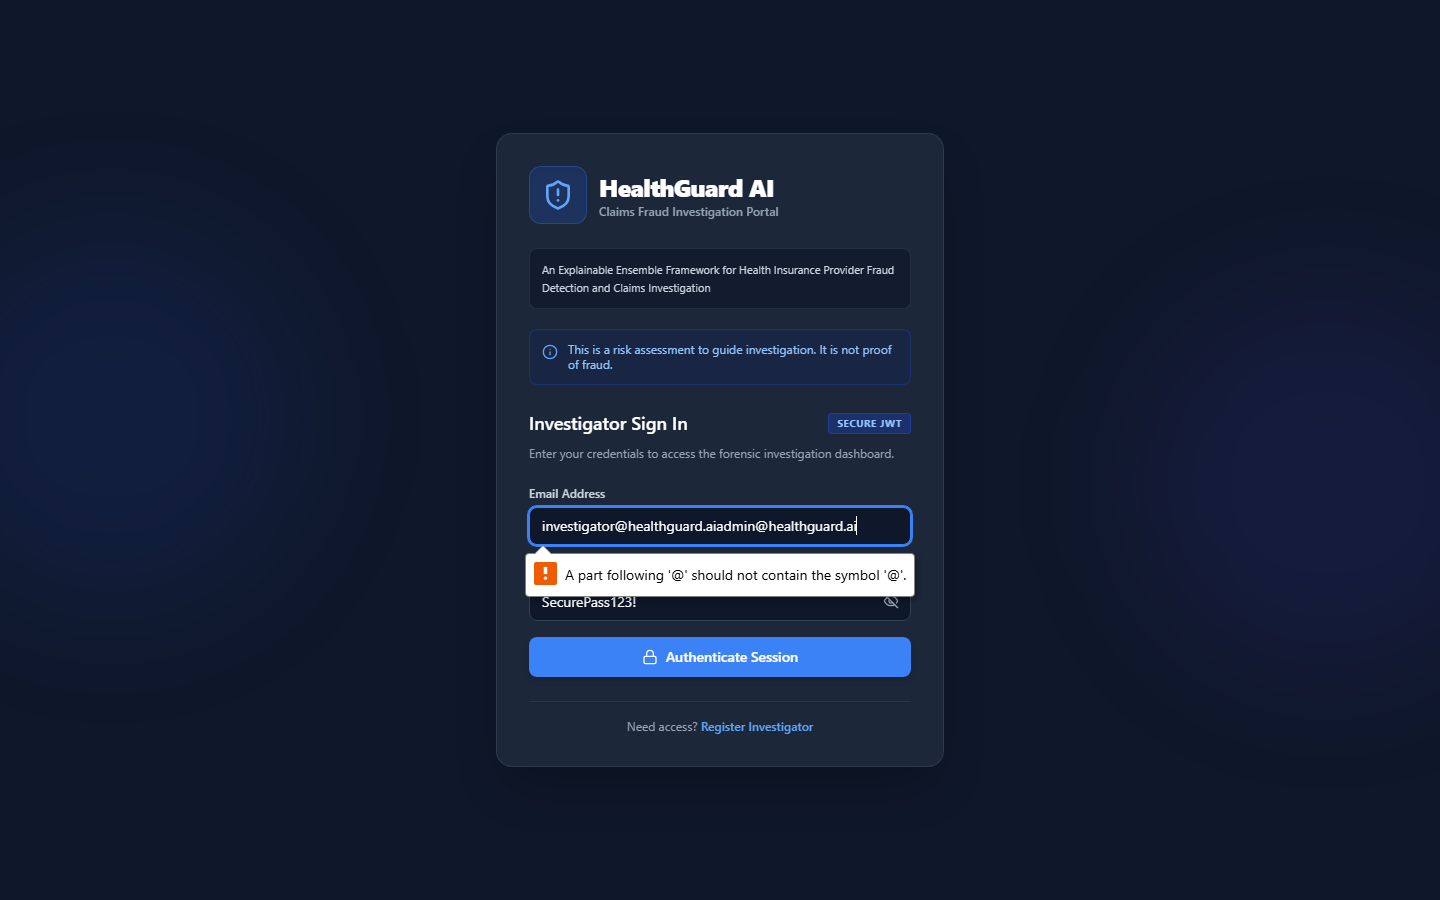 HealthGuard AI
Claims Fraud Investigation Portal
An Explainable Ensemble Framework for Health Insurance Provider Fraud
Detection and Claims Investigation
This is a risk assessment to guide investigation. It is not proof
of fraud.
Investigator Sign In
SECURE JWT
Enter your credentials to access the forensic investigation dashboard.
Email Address
investigator@healthguard.aiadmin@healthguard.ai
A part following '@' should not contain the symbol '@'.
SecurePass123!
Authenticate Session
Need access? Register Investigator